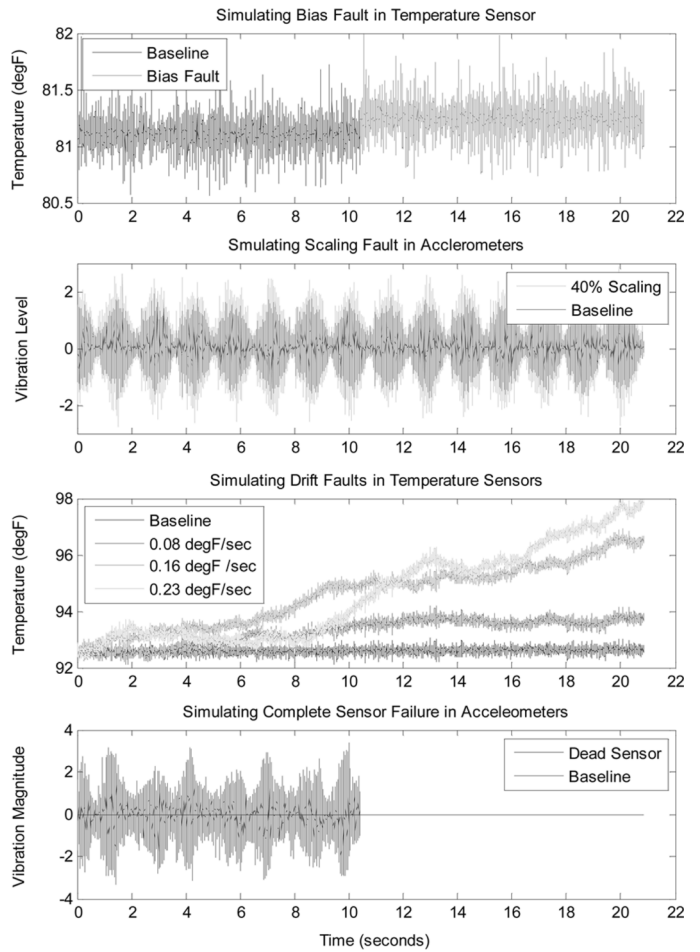 Simulating Bias Fault in Temperature Sensor
82
81.5
81
80.5
Temperature (degF)
Baseline
Bias Fault
0 2 4 6 8 10 12 14 16 18 20 22
Smulating Scaling Fault in Acclerometers
2
0
-2
Vibration Level
40% Scaling
Baseline
0 2 4 6 8 10 12 14 16 18 20 22
Simulating Drift Faults in Temperature Sensors
98
96
94
92
Temperature (degF)
Baseline
0.08 degF/sec
0.16 degF /sec
0.23 degF/sec
0 2 4 6 8 10 12 14 16 18 20 22
Simulating Complete Sensor Failure in Acceleometers
4
2
0
-2
-4
Vibration Magnitude
Dead Sensor
Baseline
0 2 4 6 8 10 12 14 16 18 20 22
Time (seconds)